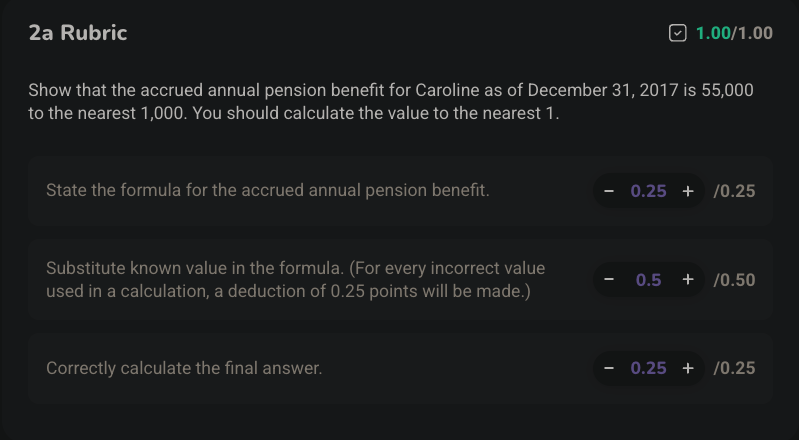 2a Rubric
1.00/1.00
Show that the accrued annual pension benefit for Caroline as of December 31, 2017 is 55,000
to the nearest 1,000. You should calculate the value to the nearest 1.
State the formula for the accrued annual pension benefit.
− 0.25 + /0.25
Substitute known value in the formula. (For every incorrect value
used in a calculation, a deduction of 0.25 points will be made.)
− 0.5 + /0.50
Correctly calculate the final answer.
− 0.25 + /0.25